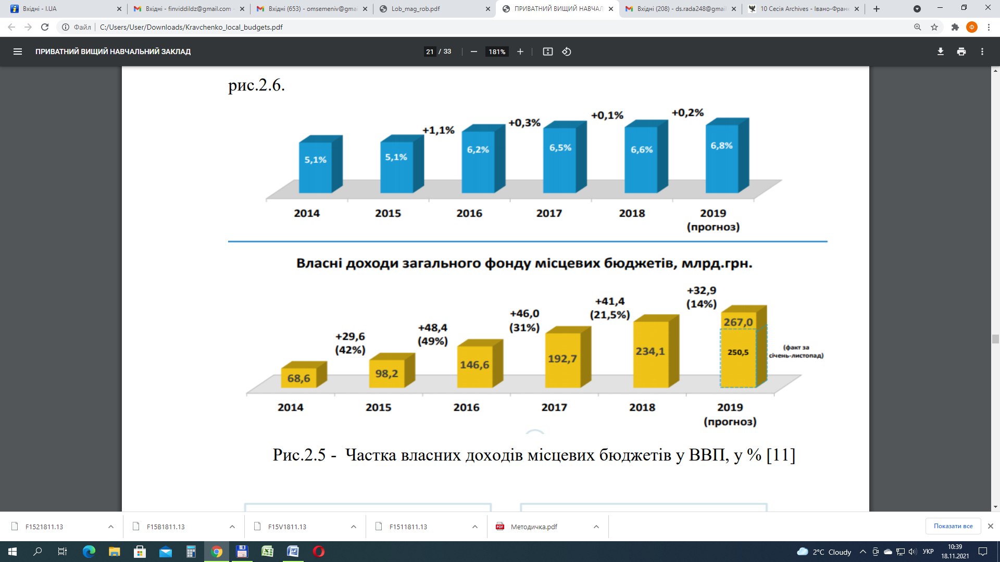 Вхідні - I.UA
Вхідні - finviddildz@gmail.com -
Вхідні (653) - omsemeniv@gma
Lob_mag_rob.pdf
ПРИВАТНИЙ ВИЩИЙ НАВЧАЛ
Вхідні (208) - ds.rada248@gmail
10 Сесія Archives - Івано-Франк
Файл
C:/Users/User/Downloads/Kravchenko_local_budgets.pdf
Ф
ПРИВАТНИЙ ВИЩИЙ НАВЧАЛЬНИЙ ЗАКЛАД
21 / 33
181%
рис.2.6.
+1,1%
+0,3%
+0,1%
+0,2%
5,1%
5,1%
6,2%
6,5%
6,6%
6,8%
2014
2015
2016
2017
2018
2019
(прогноз)
Власні доходи загального фонду місцевих бюджетів, млрд.грн.
+29,6
(42%)
+48,4
(49%)
+46,0
(31%)
+41,4
(21,5%)
+32,9
(14%)
68,6
98,2
146,6
192,7
234,1
267,0
250,5
(факт за
січень-листопад)
2014
2015
2016
2017
2018
2019
(прогноз)
Рис.2.5 - Частка власних доходів місцевих бюджетів у ВВП, у % [11]
F1521811.13
F15B1811.13
F15V1811.13
F1511811.13
PDF
Методичка.pdf
Показати все
2°C Cloudy
УКР
10:39
18.11.2021